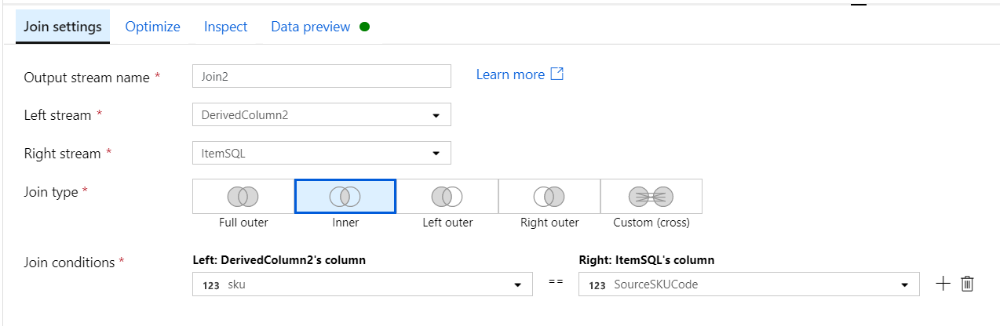 Join settings Optimize Inspect Data preview
Output stream name * Join2 Learn more
Left stream * DerivedColumn2
Right stream * ItemSQL
Join type *
Full outer Inner Left outer Right outer Custom (cross)
Join conditions * Left: DerivedColumn2's column Right: ItemSQL's column
123 sku == 123 SourceSKUCode